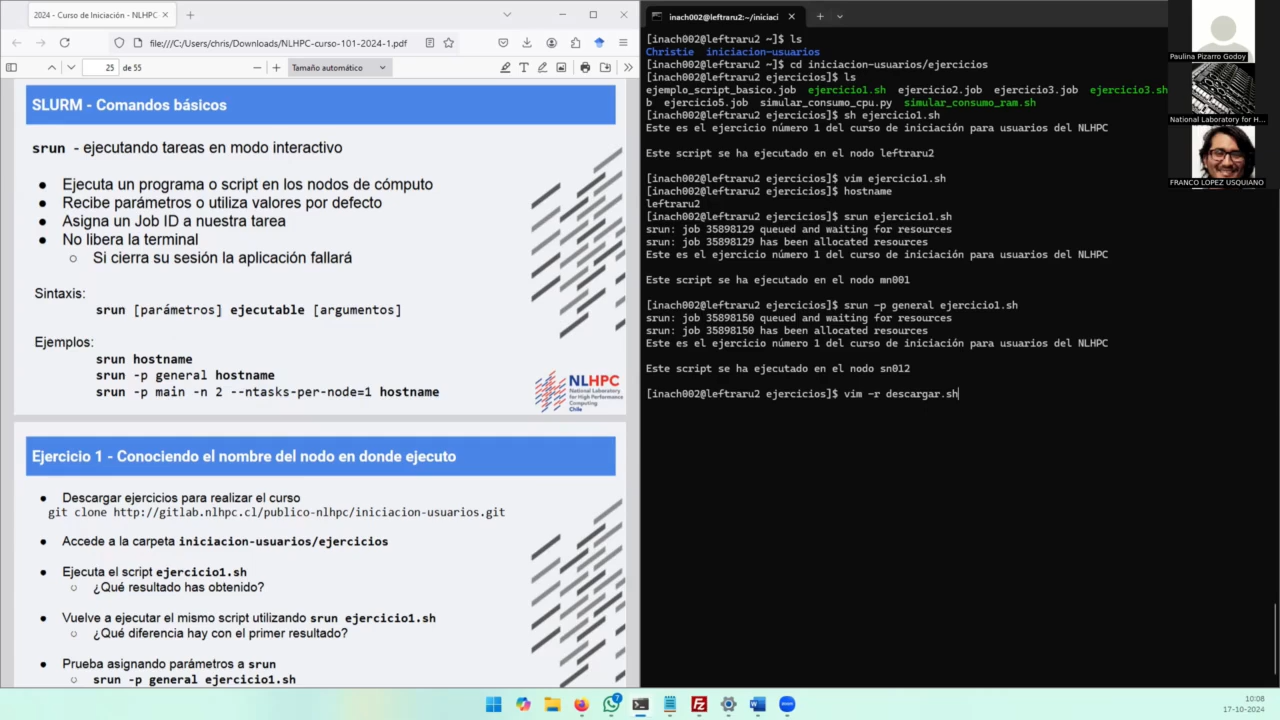 2024 - Curso de Iniciación - NLHPC-
file:///C:/Users/chris/Downloads/NLHPC-curso-101-2024-1.pdf
25 de 55
Tamaño automático
SLURM - Comandos básicos
srun - ejecutando tareas en modo interactivo
● Ejecuta un programa o script en los nodos de cómputo
● Recibe parámetros o utiliza valores por defecto
● Asigna un Job ID a nuestra tarea
● No libera la terminal
○ Si cierra su sesión la aplicación fallará
Sintaxis:
srun [parámetros] ejecutable [argumentos]
Ejemplos:
srun hostname
srun -p general hostname
srun -p main -n 2 --ntasks-per-node=1 hostname
NLHPC
National Laboratory
for High Performance
Computing
Chile
Ejercicio 1 - Conociendo el nombre del nodo en donde ejecuto
● Descargar ejercicios para realizar el curso
git clone http://gitlab.nlhpc.cl/publico-nlhpc/iniciacion-usuarios.git
● Accede a la carpeta iniciacion-usuarios/ejercicios
● Ejecuta el script ejercicio1.sh
○ ¿Qué resultado has obtenido?
● Vuelve a ejecutar el mismo script utilizando srun ejercicio1.sh
○ ¿Qué diferencia hay con el primer resultado?
● Prueba asignando parámetros a srun
○ srun -p general ejercicio1.sh
inach002@leftraru2:~/iniciaci
[inach002@leftraru2 ~]$ ls
Christie iniciacion-usuarios
[inach002@leftraru2 ~]$ cd iniciacion-usuarios/ejercicios
[inach002@leftraru2 ejercicios]$ ls
ejemplo_script_basico.job ejercicio1.sh ejercicio2.job ejercicio3.job ejercicio3.sh
b ejercicio5.job simular_consumo_cpu.py simular_consumo_ram.sh
[inach002@leftraru2 ejercicios]$ sh ejercicio1.sh
Este es el ejercicio número 1 del curso de iniciación para usuarios del NLHPC
Este script se ha ejecutado en el nodo leftraru2
[inach002@leftraru2 ejercicios]$ vim ejercicio1.sh
[inach002@leftraru2 ejercicios]$ hostname
leftraru2
[inach002@leftraru2 ejercicios]$ srun ejercicio1.sh
srun: job 35898129 queued and waiting for resources
srun: job 35898129 has been allocated resources
Este es el ejercicio número 1 del curso de iniciación para usuarios del NLHPC
Este script se ha ejecutado en el nodo mn001
[inach002@leftraru2 ejercicios]$ srun -p general ejercicio1.sh
srun: job 35898150 queued and waiting for resources
srun: job 35898150 has been allocated resources
Este es el ejercicio número 1 del curso de iniciación para usuarios del NLHPC
Este script se ha ejecutado en el nodo sn012
[inach002@leftraru2 ejercicios]$ vim -r descargar.sh
Paulina Pizarro Godoy
National Laboratory for H...
FRANCO LOPEZ USQUIANO
7
zoom
10:08
17-10-2024